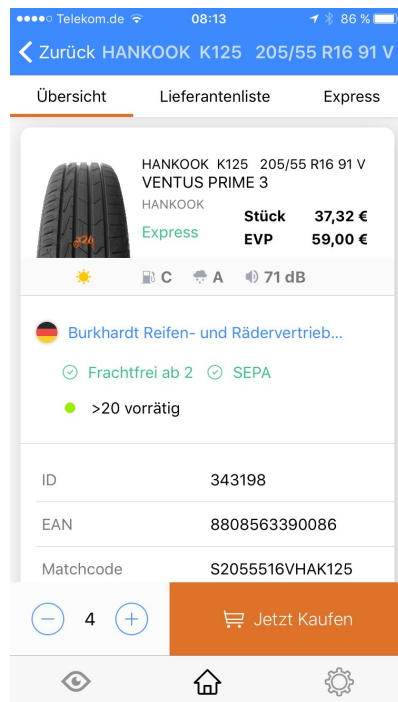 Telekom.de 08:13 86 %
Zurück HANKOOK K125 205/55 R16 91 V
Übersicht Lieferantenliste Express
HANKOOK K125 205/55 R16 91 V
VENTUS PRIME 3
HANKOOK
Express
Stück 37,32 €
EVP 59,00 €
C A 71 dB
Burkhardt Reifen- und Rädervertrieb...
Frachtfrei ab 2 SEPA
>20 vorrätig
ID 343198
EAN 8808563390086
Matchcode S2055516VHAK125
4 Jetzt Kaufen